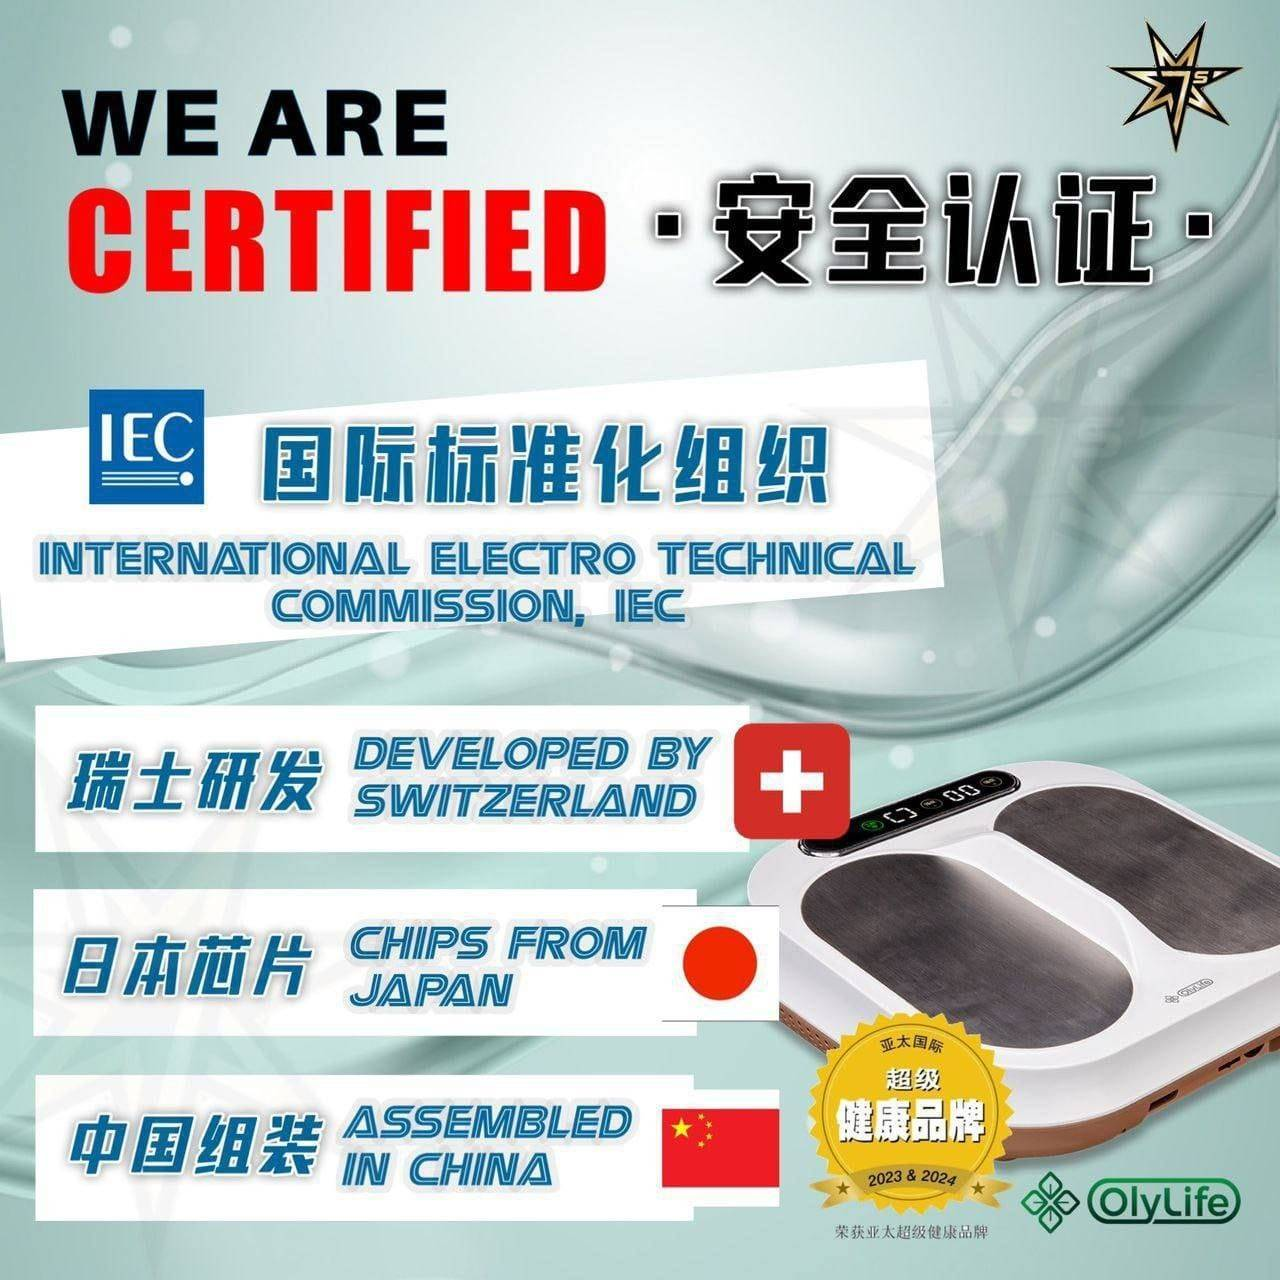 WE ARE
CERTIFIED
·安全认证·
7S
IEC
国际标准化组织
INTERNATIONAL ELECTRO TECHNICAL
COMMISSION, IEC
瑞士研发
DEVELOPED BY
SWITZERLAND
日本芯片
CHIPS FROM
JAPAN
中国组装
ASSEMBLED
IN CHINA
00
OlyLife
亚太国际
超级
健康品牌
2023 & 2024
荣获亚太超级健康品牌
OlyLife